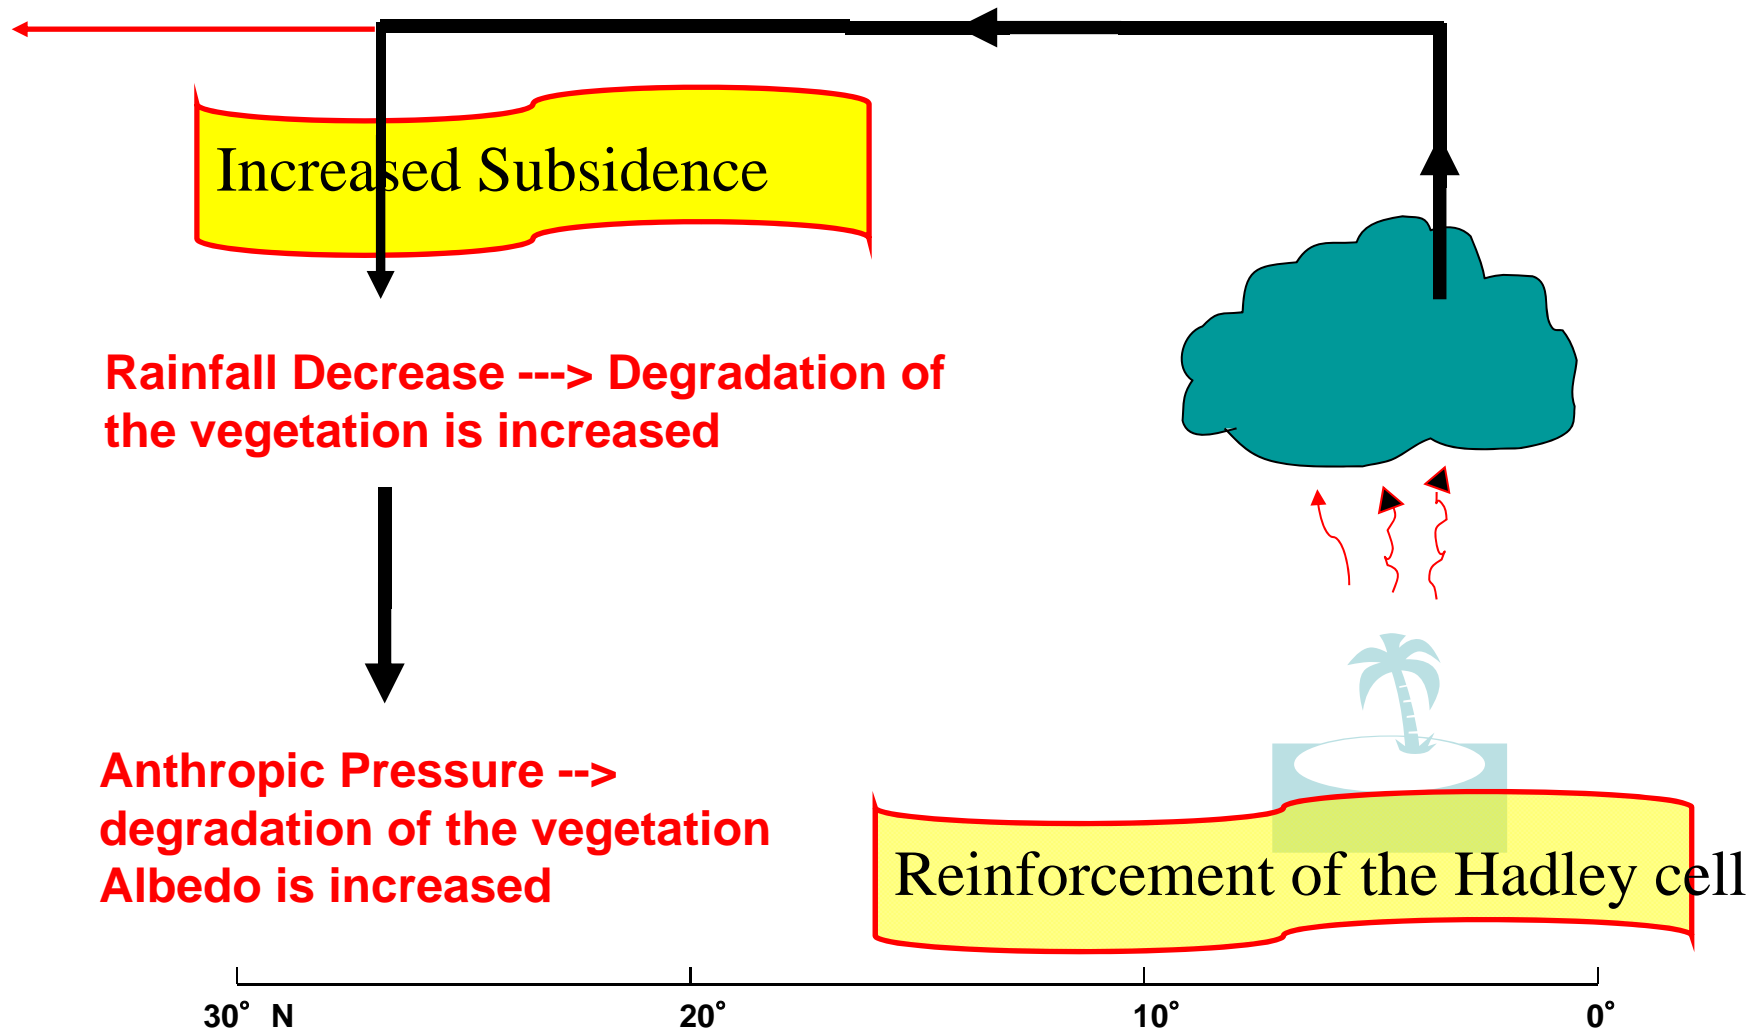 Increased Subsidence
Rainfall Decrease ---> Degradation of
the vegetation is increased
Anthropic Pressure -->
degradation of the vegetation
Albedo is increased
Reinforcement of the Hadley cell
30° N 20° 10° 0°